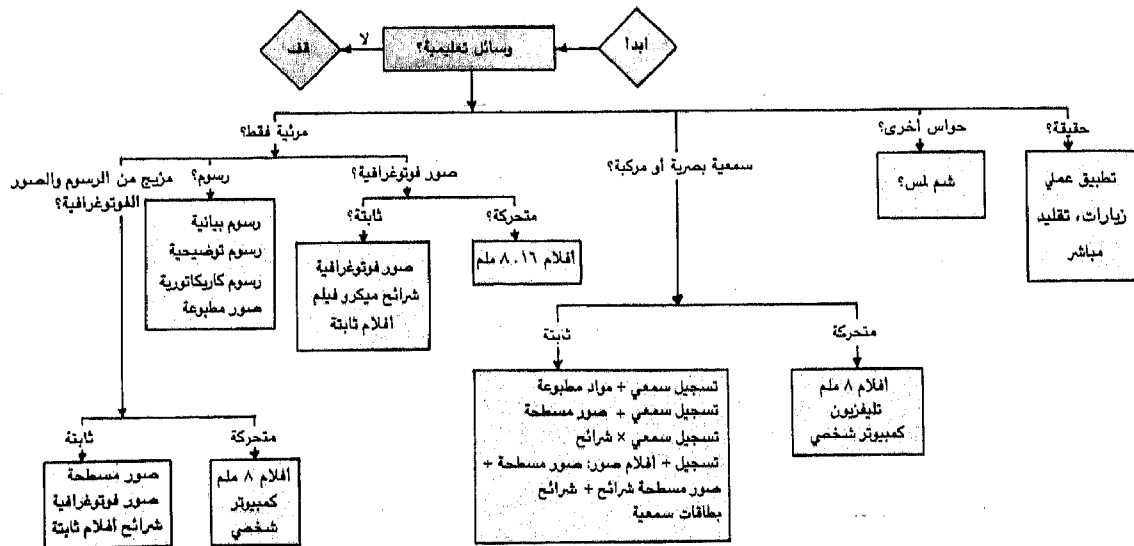 ابدا
وسائل تعليمية؟
لا
قف
حقيقة؟
تطبيق عملي
زيارات، تقليد
مباشر
حواس أخرى؟
شم لمس؟
سمعية بصرية أو مركبة؟
متحركة؟
أفلام ٨ ملم
تليفزيون
كمبيوتر شخصي
ثابتة
تسجيل سمعي + مواد مطبوعة
تسجيل سمعي + صور مسطحة
تسجيل سمعي × شرائح
تسجيل + أفلام صور: صور مسطحة +
صور مسطحة شرائح + شرائح
بطاقات سمعية
مرئية فقط؟
صور فوتوغرافية؟
متحركة؟
أفلام ٨.١٦ ملم
ثابتة؟
صور فوتوغرافية
شرائح ميكرو فيلم
أفلام ثابتة
رسوم؟
رسوم بيانية
رسوم توضيحية
رسوم كاريكاتورية
صور مطبوعة
مزيج من الرسوم والصور
الفوتوغرافية؟
متحركة
أفلام ٨ ملم
كمبيوتر
شخصي
ثابتة
صور مسطحة
صور فوتوغرافية
شرائح أفلام ثابتة